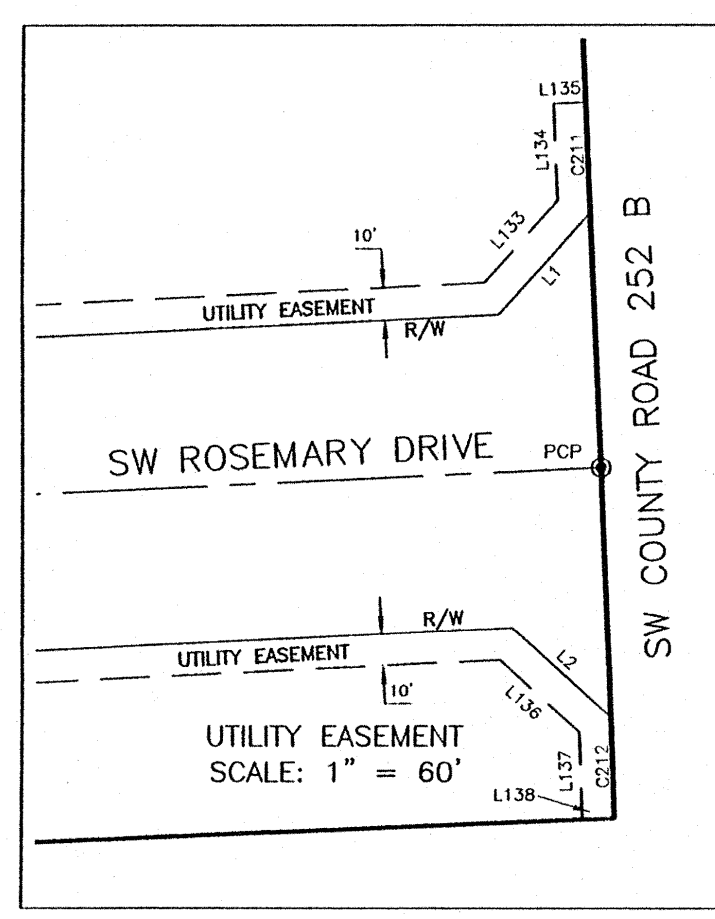 L135
L134
C211
L133
10'
L1
UTILITY EASEMENT
R/W
SW COUNTY ROAD 252 B
SW ROSEMARY DRIVE
PCP
R/W
UTILITY EASEMENT
L2
10'
L136
UTILITY EASEMENT
SCALE: 1" = 60'
L137
C212
L138